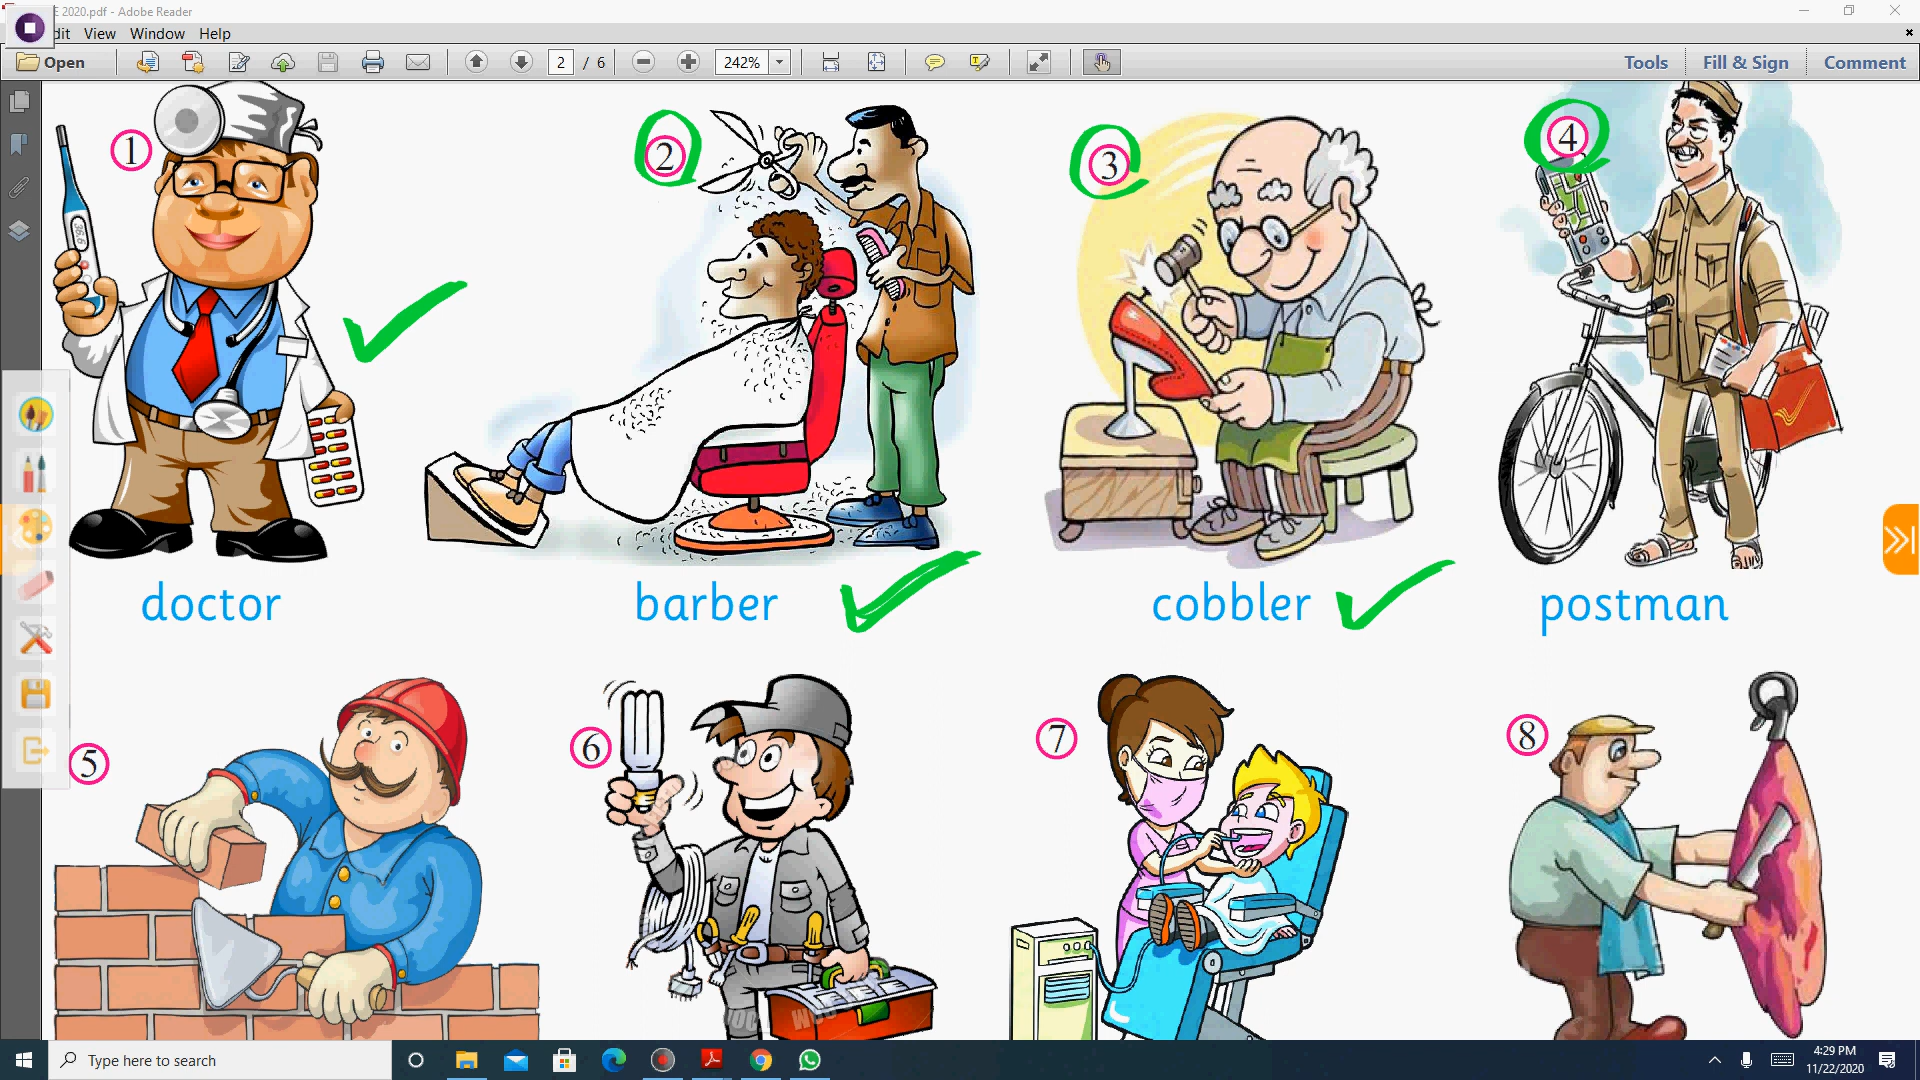 E 2020.pdf - Adobe Reader
dit View Window Help
Open 2 / 6 242% Tools Fill & Sign Comment
1 2 3 4
36.6
doctor barber cobbler postman
5 6 7 8
Type here to search
4:29 PM
11/22/2020